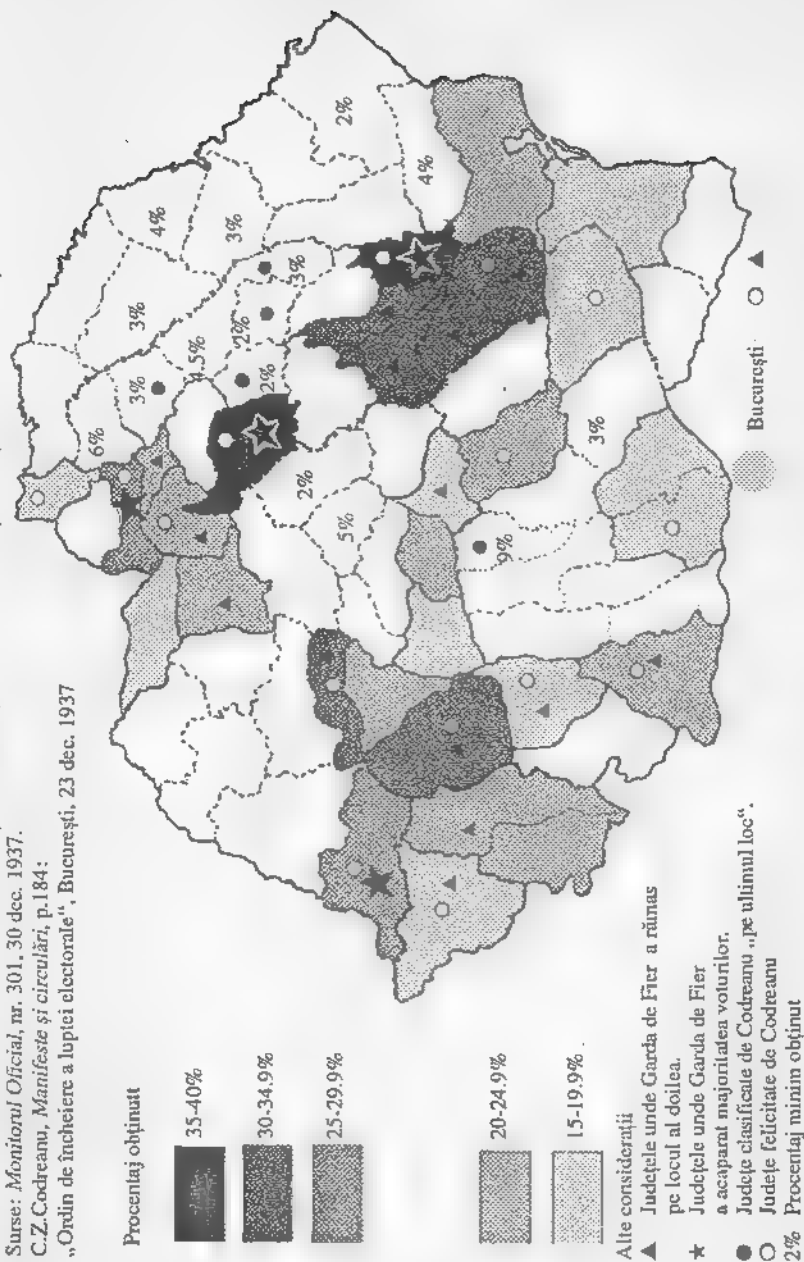 Surse: Monitorul Oficial, nr. 301, 30 dec. 1937.
C.Z.Codreanu, Manifeste și circulări, p.184:
„Ordin de încheiere a luptei electorale“, București, 23 dec. 1937
Procentaj obținutt
35-40%
30-34.9%
25-29.9%
20-24.9%
15-19.9%
Alte considerații
Județele unde Garda de Fier a rămas
pe locul al doilea.
Județele unde Garda de Fier
a acaparat majoritatea voturilor.
Județe clasificate de Codreanu „pe ultimul loc“.
Județe felicitate de Codreanu
2% Procentaj minim obținut
București
6%
3%
3%
4%
4.5%
3%
2%
2%
3%
2%
4%
2%
5%
9%
3%